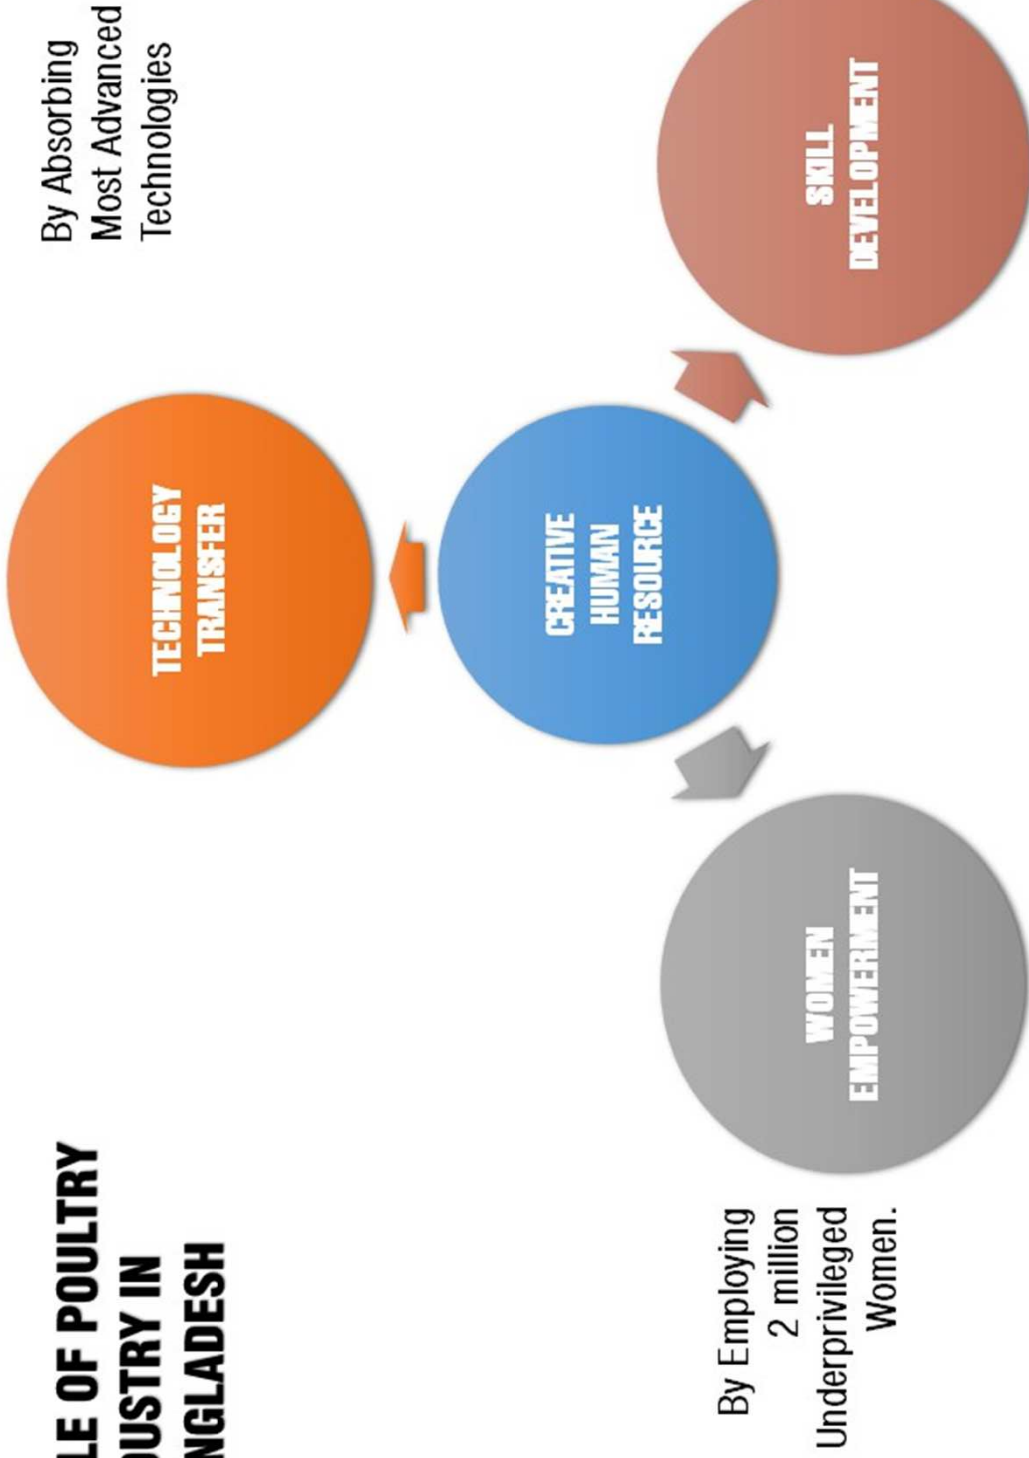 LE OF POULTRY
USTRY IN
NGLADESH
By Absorbing
Most Advanced
Technologies
TECHNOLOGY
TRANSFER
CREATIVE
HUMAN
RESOURCE
By Employing
2 million
Underprivileged
Women.
WOMEN
EMPOWERMENT
SKILL
DEVELOPMENT